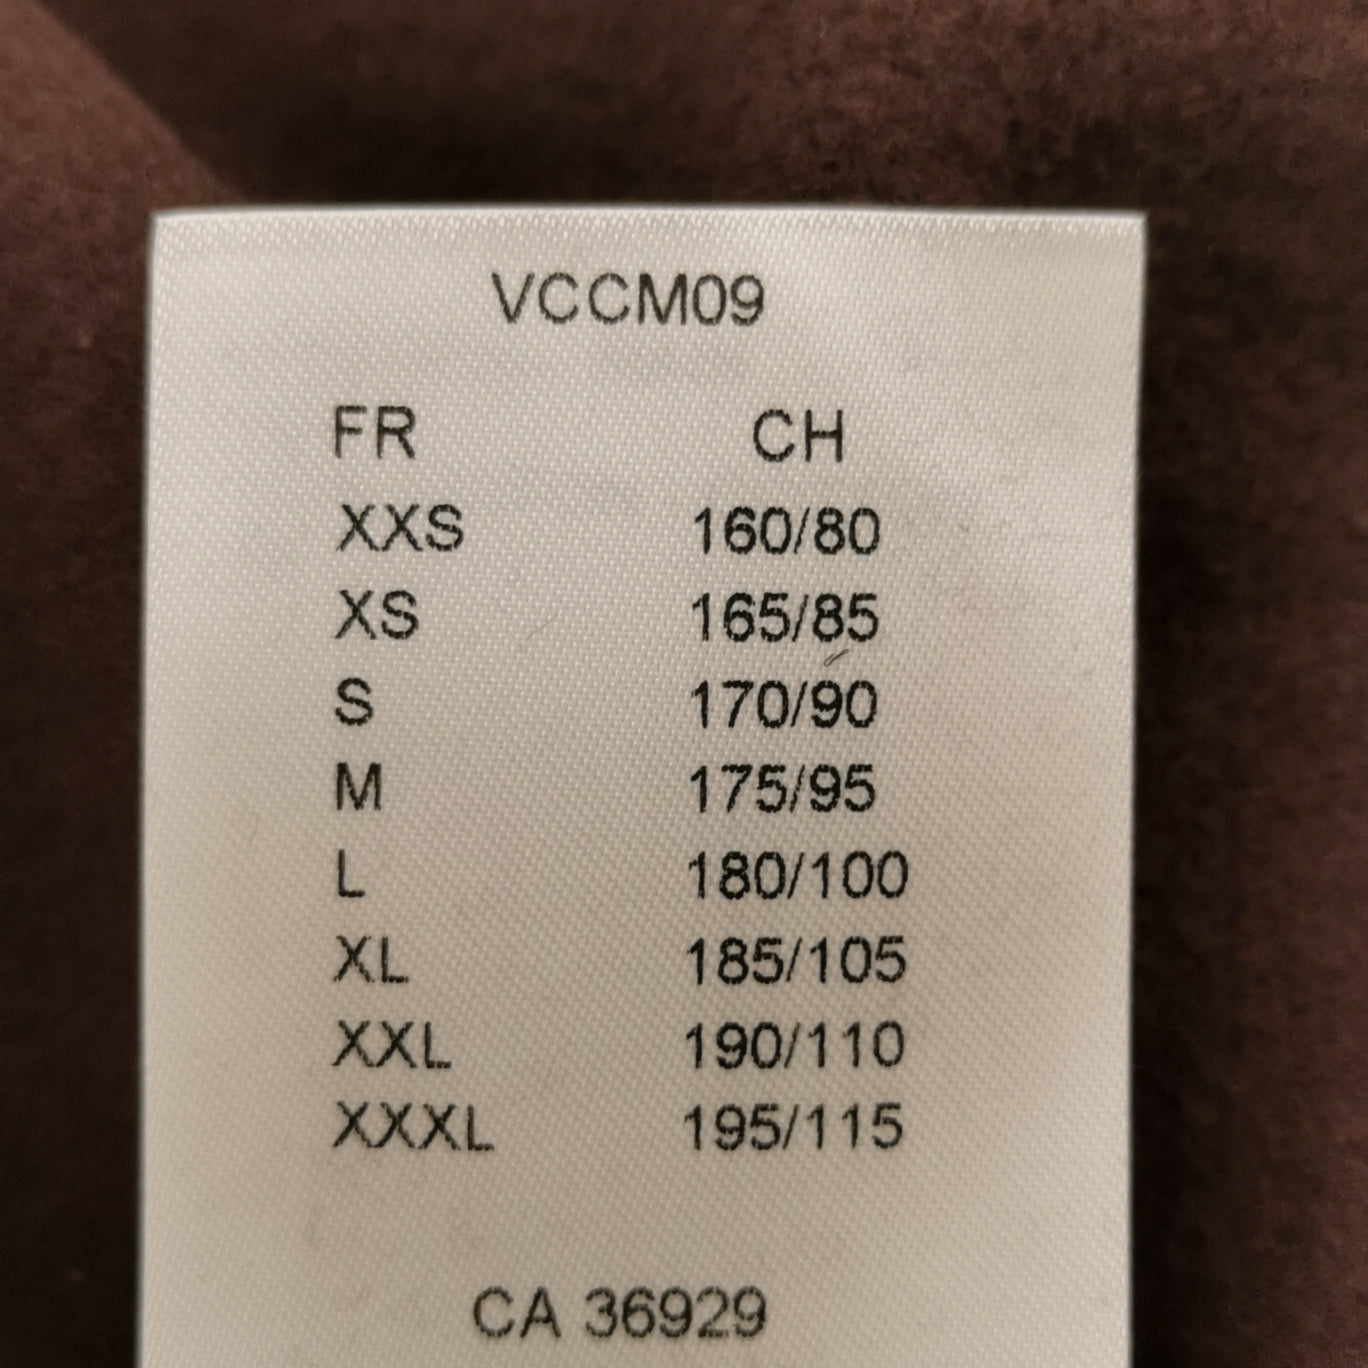 VCCM09
FR CH
XXS 160/80
XS 165/85
S 170/90
M 175/95
L 180/100
XL 185/105
XXL 190/110
XXXL 195/115
CA 36929